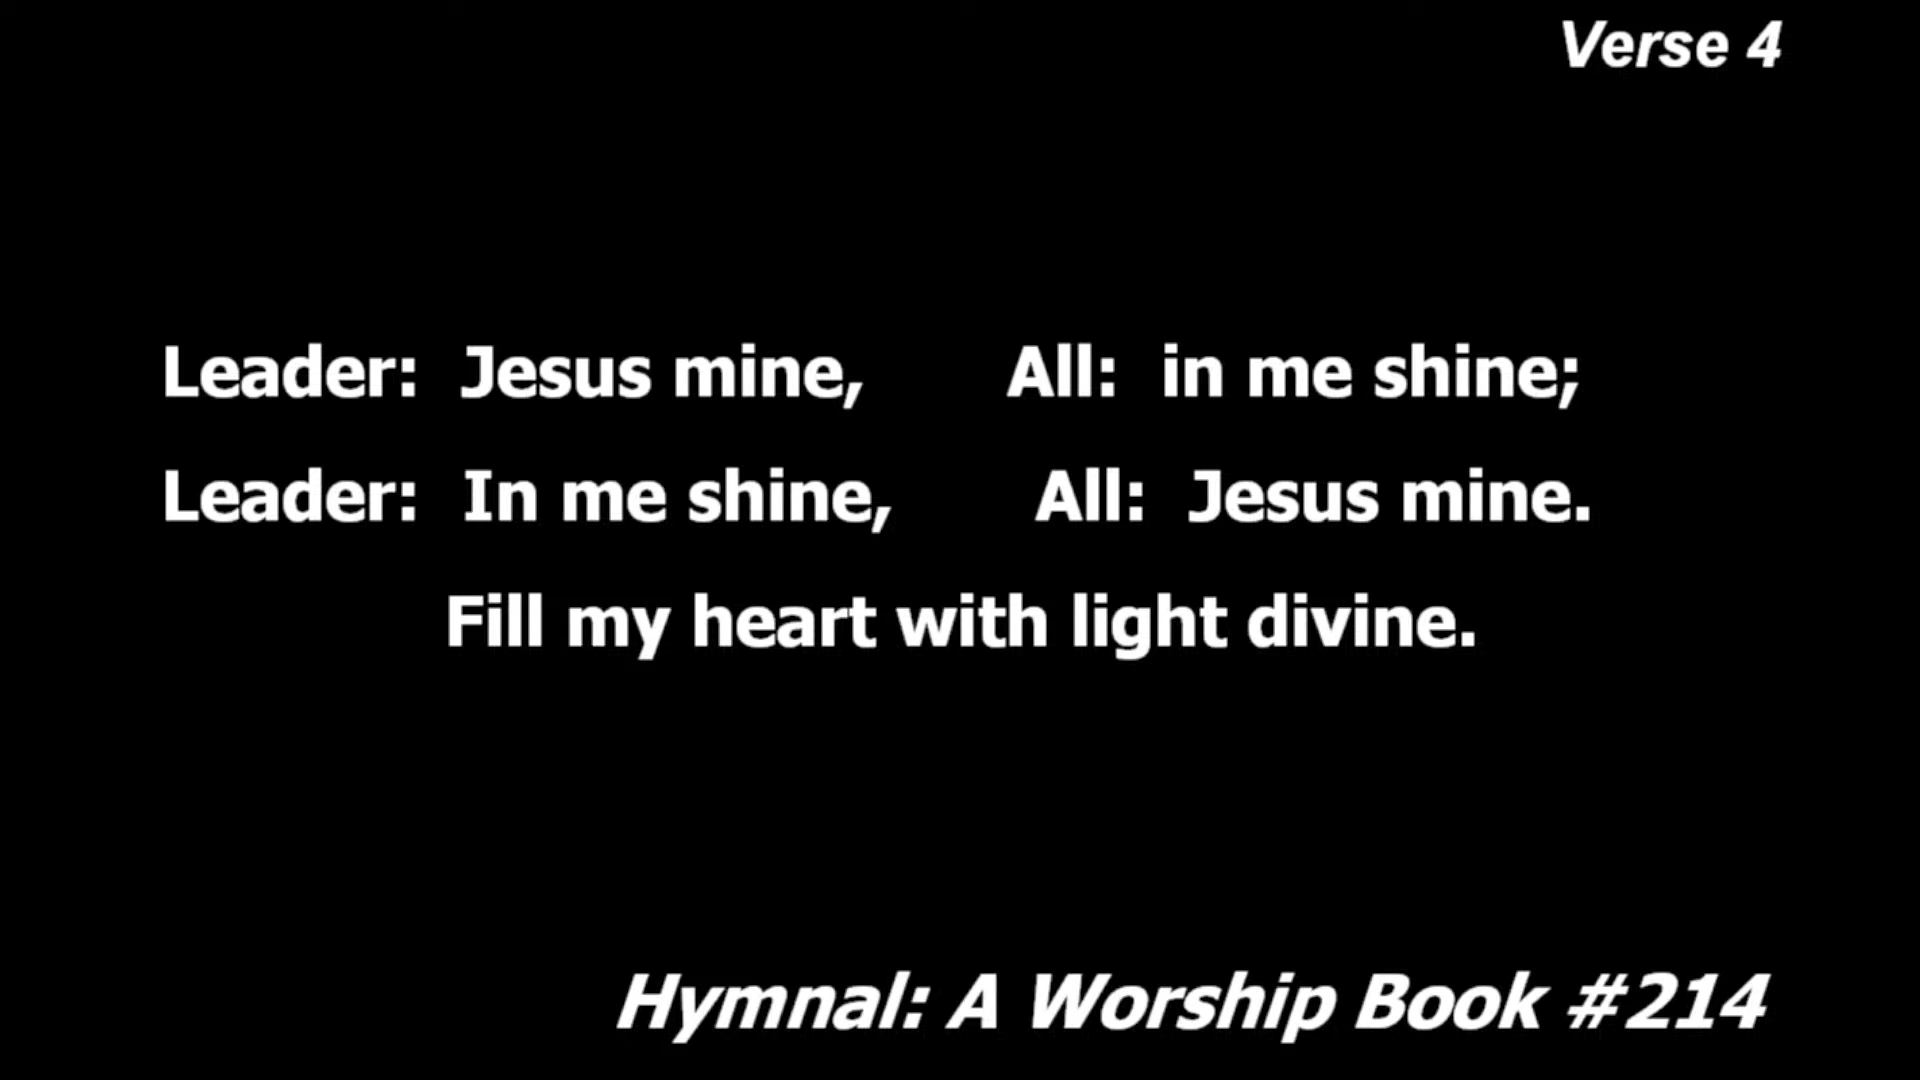 Verse 4
Leader: Jesus mine, All: in me shine;
Leader: In me shine, All: Jesus mine.
Fill my heart with light divine.
Hymnal: A Worship Book #214